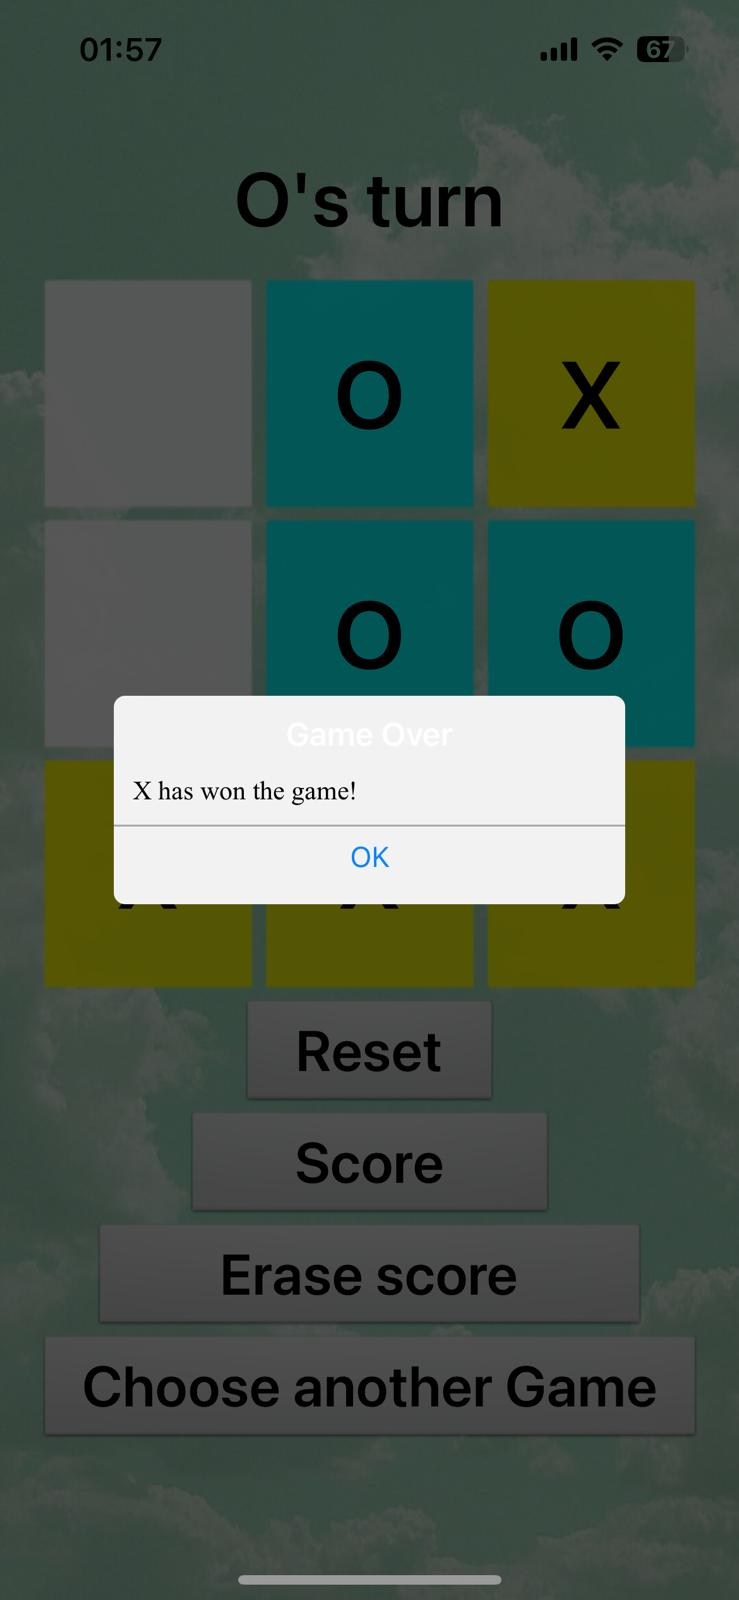 01:57
67
O's turn
O X
O O
Game Over
X has won the game!
OK
X X X
Reset
Score
Erase score
Choose another Game